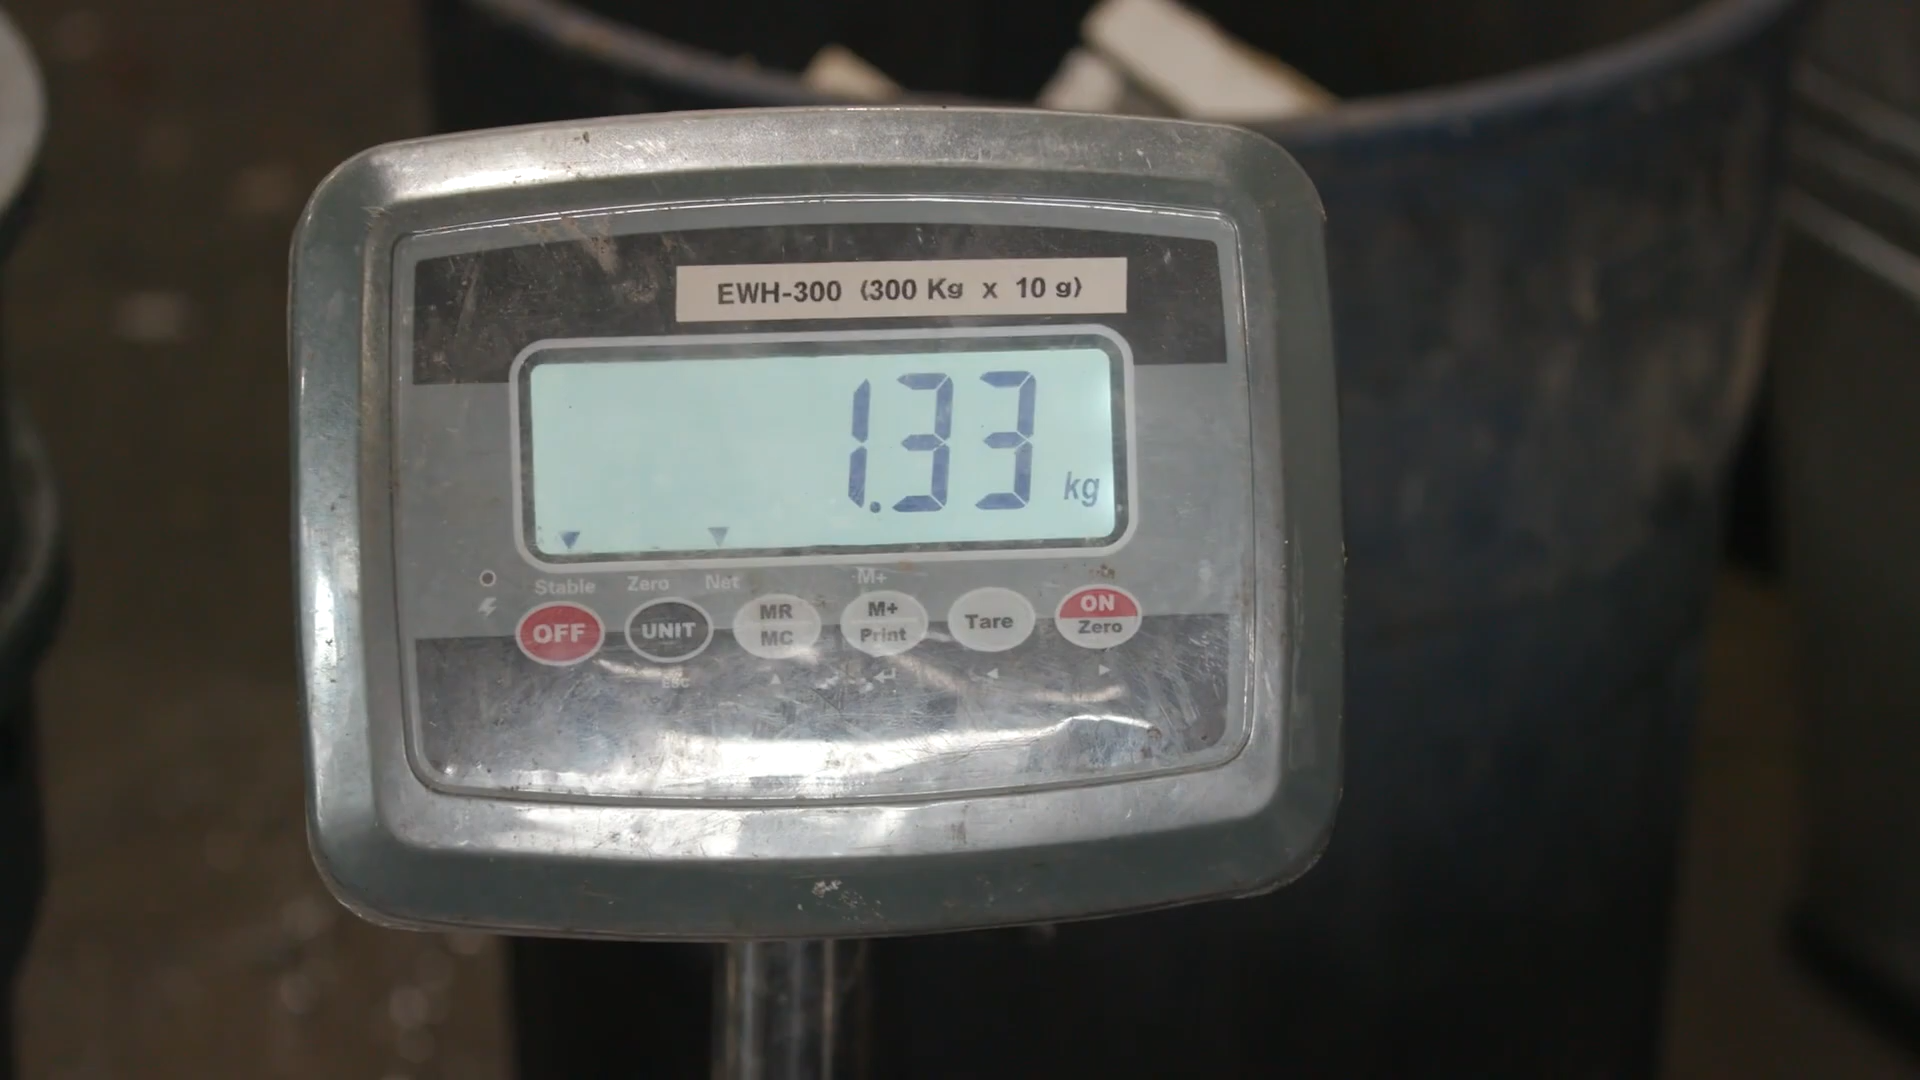 EWH-300 (300 Kg x 10 g)
1.33 kg
Stable Zero Net M+
OFF UNIT MR MC M+ Print Tare ON Zero